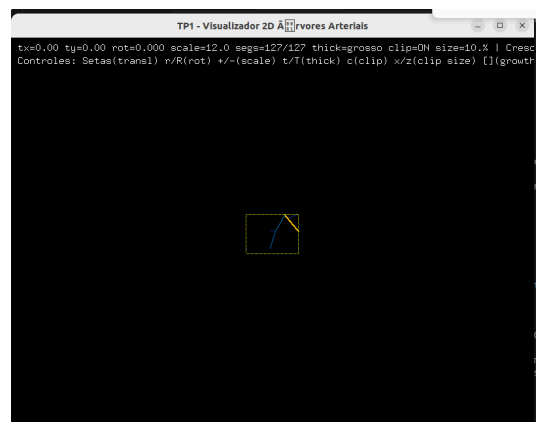 TP1 - Visualizador 2D Ã rvores Arteriais
tx=0.00 ty=0.00 rot=0.000 scale=12.0 segs=127/127 thick=grosso clip=ON size=10.% | Cresc
Controles: Setas(transl) r/R(rot) +/-(scale) t/T(thick) c(clip) x/z(clip size) [](growth